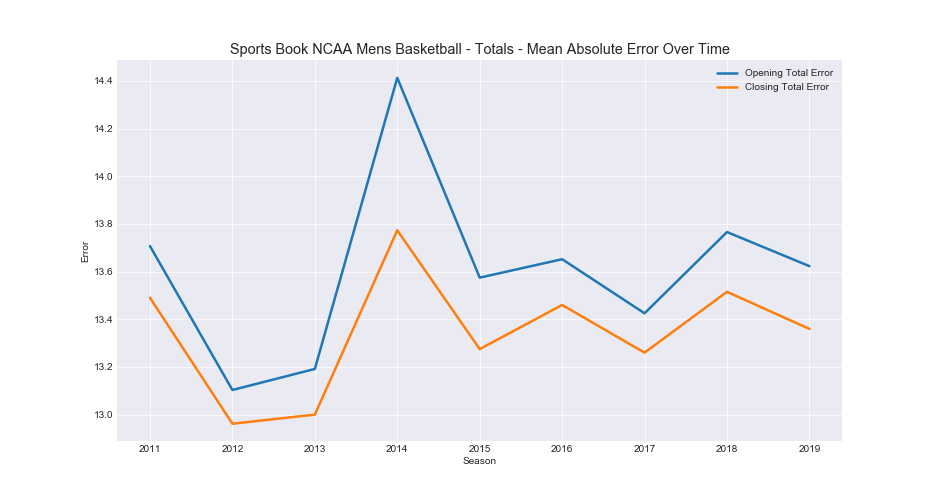 Sports Book NCAA Mens Basketball - Totals - Mean Absolute Error Over Time
Opening Total Error
Closing Total Error
14.4
14.2
14.0
13.8
13.6
13.4
13.2
13.0
Error
2011 2012 2013 2014 2015 2016 2017 2018 2019
Season